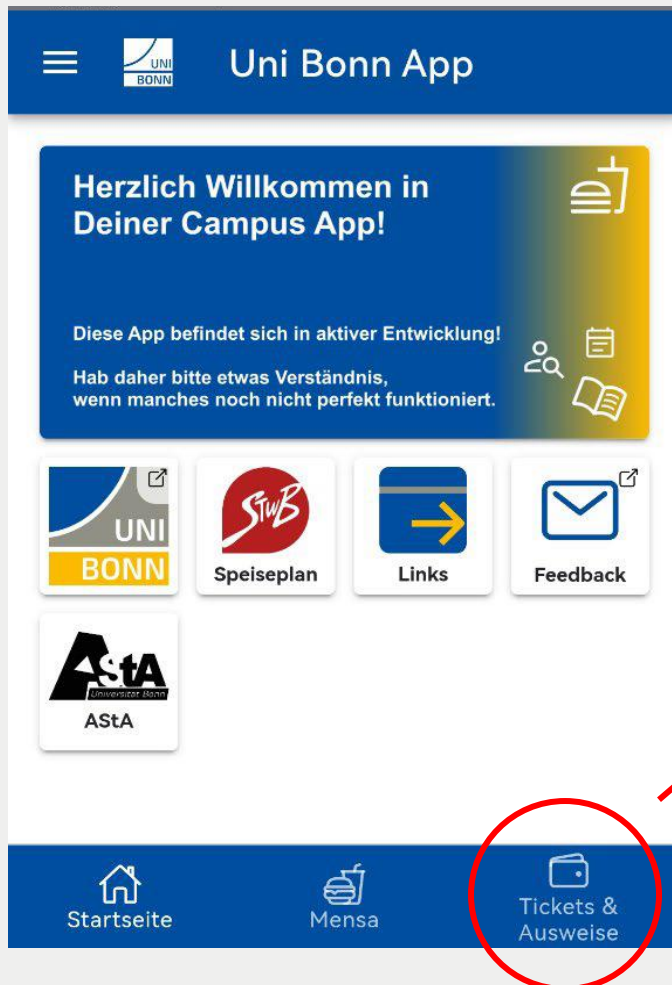 UNI
BONN
Uni Bonn App
Herzlich Willkommen in
Deiner Campus App!
Diese App befindet sich in aktiver Entwicklung!
Hab daher bitte etwas Verständnis,
wenn manches noch nicht perfekt funktioniert.
UNI
BONN
STWB
Speiseplan
Links
Feedback
AStA
Universität Bonn
AStA
Startseite
Mensa
Tickets &
Ausweise